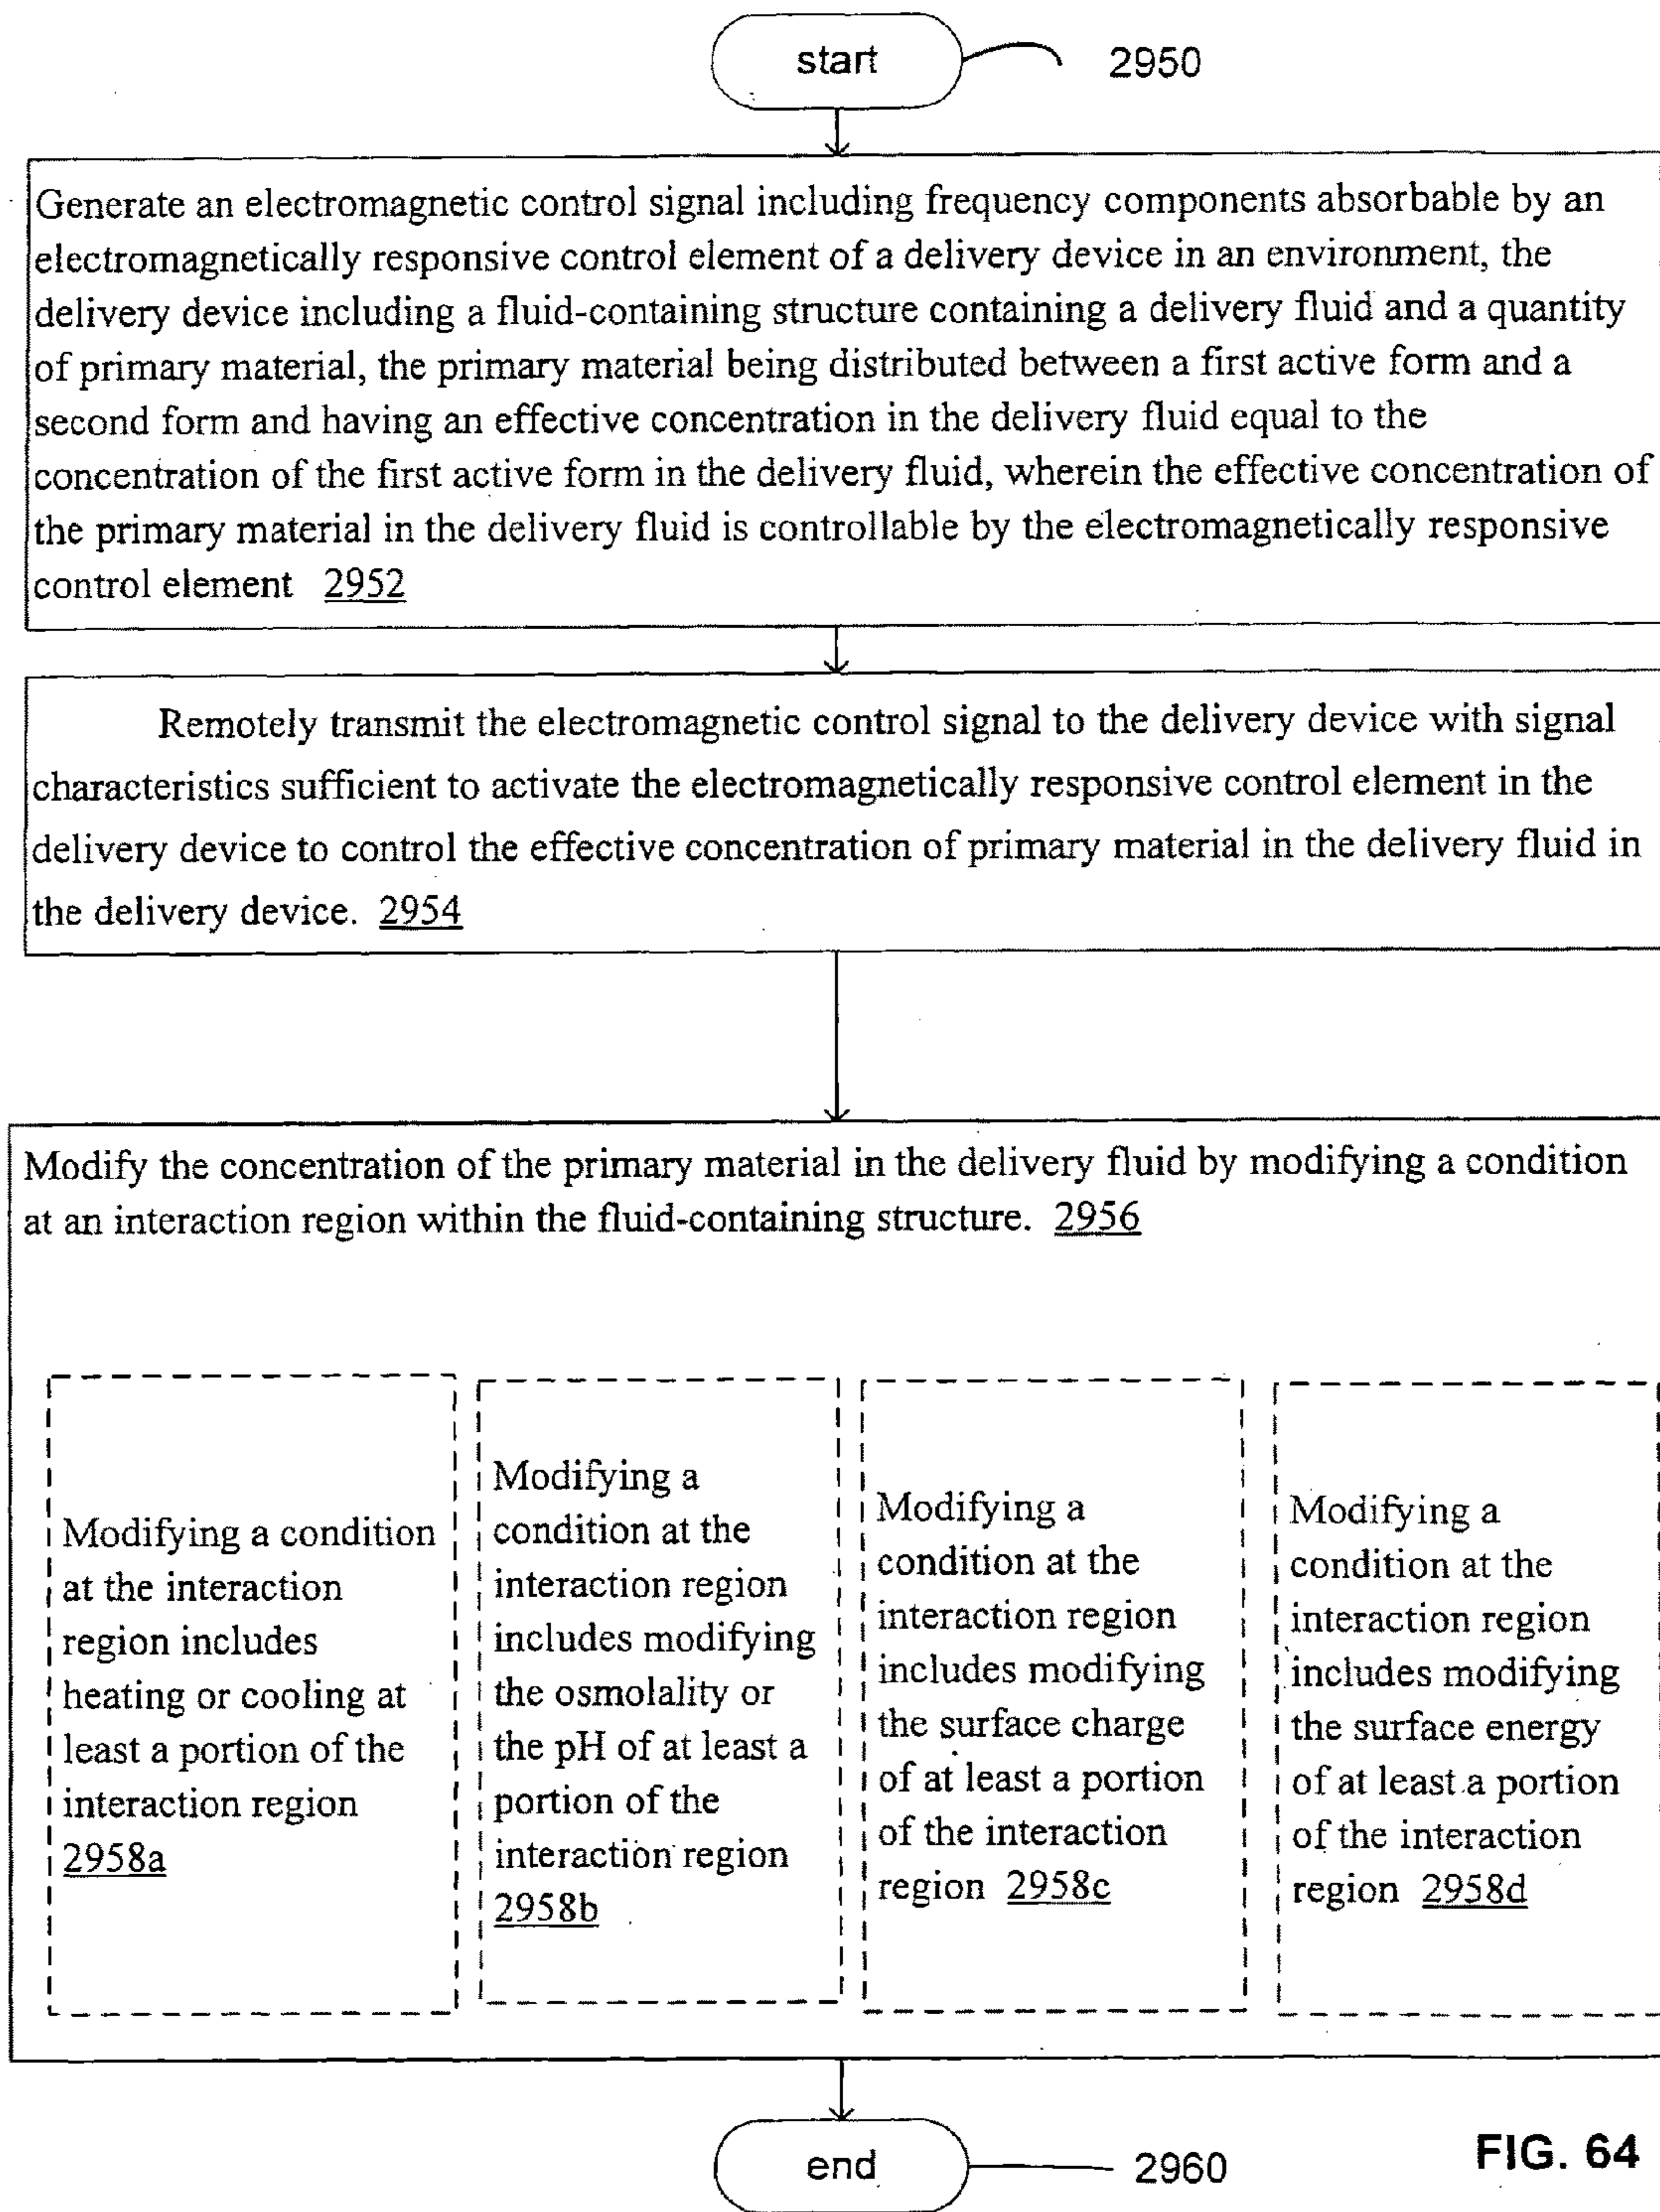 start
2950
Generate an electromagnetic control signal including frequency components absorbable by an
electromagnetically responsive control element of a delivery device in an environment, the
delivery device including a fluid-containing structure containing a delivery fluid and a quantity
of primary material, the primary material being distributed between a first active form and a
second form and having an effective concentration in the delivery fluid equal to the
concentration of the first active form in the delivery fluid, wherein the effective concentration of
the primary material in the delivery fluid is controllable by the electromagnetically responsive
control element 2952
Remotely transmit the electromagnetic control signal to the delivery device with signal
characteristics sufficient to activate the electromagnetically responsive control element in the
delivery device to control the effective concentration of primary material in the delivery fluid in
the delivery device. 2954
Modify the concentration of the primary material in the delivery fluid by modifying a condition
at an interaction region within the fluid-containing structure. 2956
Modifying a condition
at the interaction
region includes
heating or cooling at
least a portion of the
interaction region
2958a
Modifying a
condition at the
interaction region
includes modifying
the osmolality or
the pH of at least a
portion of the
interaction region
2958b
Modifying a
condition at the
interaction region
includes modifying
the surface charge
of at least a portion
of the interaction
region 2958c
Modifying a
condition at the
interaction region
includes modifying
the surface energy
of at least a portion
of the interaction
region 2958d
end
2960
FIG. 64